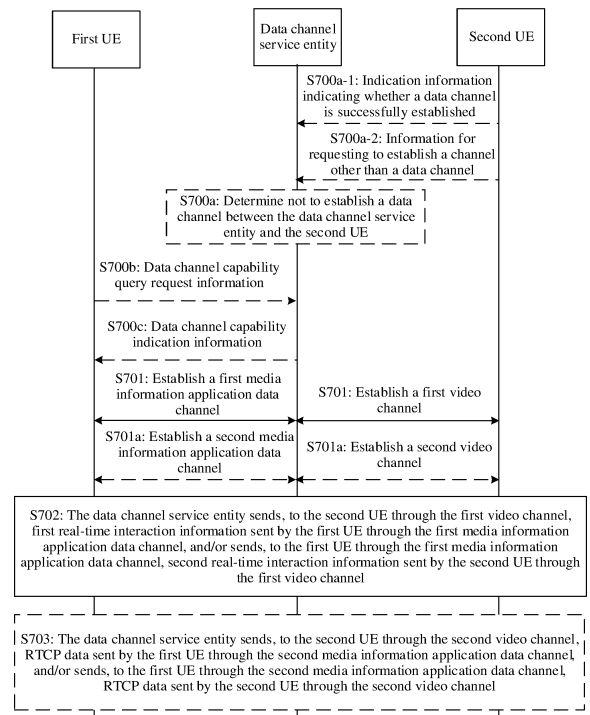 First UE
Data channel
service entity
Second UE
S700a-1: Indication information
indicating whether a data channel
is successfully established
S700a-2: Information for
requesting to establish a channel
other than a data channel
S700a: Determine not to establish a data
channel between the data channel service
entity and the second UE
S700b: Data channel capability
query request information
S700c: Data channel capability
indication information
S701: Establish a first media
information application data
channel
S701: Establish a first video
channel
S701a: Establish a second media
information application data
channel
S701a: Establish a second video
channel
S702: The data channel service entity sends, to the second UE through the first video channel,
first real-time interaction information sent by the first UE through the first media information
application data channel, and/or sends, to the first UE through the first media information
application data channel, second real-time interaction information sent by the second UE through
the first video channel
S703: The data channel service entity sends, to the second UE through the second video channel,
RTCP data sent by the first UE through the second media information application data channel,
and/or sends, to the first UE through the second media information application data channel,
RTCP data sent by the second UE through the second video channel